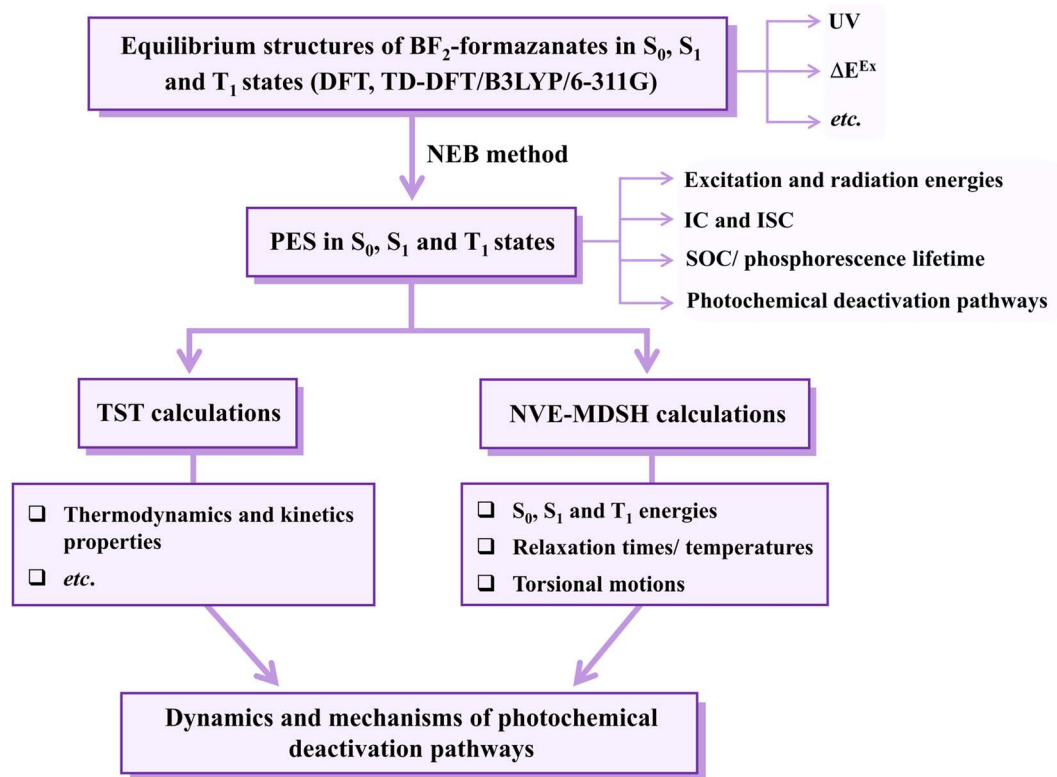 Equilibrium structures of BF₂-formazanates in S₀, S₁
and T₁ states (DFT, TD-DFT/B3LYP/6-311G)
UV
ΔEᴱˣ
etc.
NEB method
PES in S₀, S₁ and T₁ states
Excitation and radiation energies
IC and ISC
SOC/ phosphorescence lifetime
Photochemical deactivation pathways
TST calculations
NVE-MDSH calculations
❑ Thermodynamics and kinetics
properties
❑ etc.
❑ S₀, S₁ and T₁ energies
❑ Relaxation times/ temperatures
❑ Torsional motions
Dynamics and mechanisms of photochemical
deactivation pathways